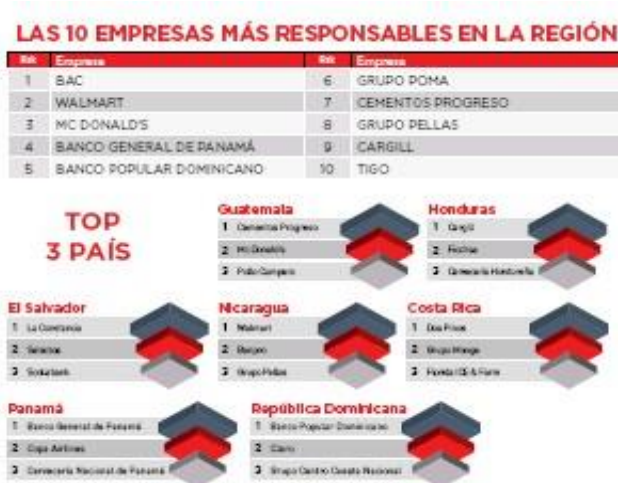 LAS 10 EMPRESAS MÁS RESPONSABLES EN LA REGIÓN
Rnk Empresa Rnk Empresa
1 BAC 6 GRUPO POMA
2 WALMART 7 CEMENTOS PROGRESO
3 MC DONALD'S 8 GRUPO PELLAS
4 BANCO GENERAL DE PANAMÁ 9 CARGILL
5 BANCO POPULAR DOMINICANO 10 TIGO
TOP
3 PAÍS
Guatemala
1 Cementos Progreso
2 Mc Donald's
3 Pollo Campero
Honduras
1 Cargill
2 Ficohsa
3 Cervecería Hondureña
El Salvador
1 La Constancia
2
3 Scotiabank
Nicaragua
1 Walmart
2 Banpro
3 Grupo Pellas
Costa Rica
1 Dos Pinos
2 Grupo Monge
3 Florida ICE & Farm
Panamá
1 Banco General de Panamá
2 Copa Airlines
3 Cervecería Nacional de Panamá
República Dominicana
1 Banco Popular Dominicano
2 Claro
3 Grupo Centro Cuesta Nacional